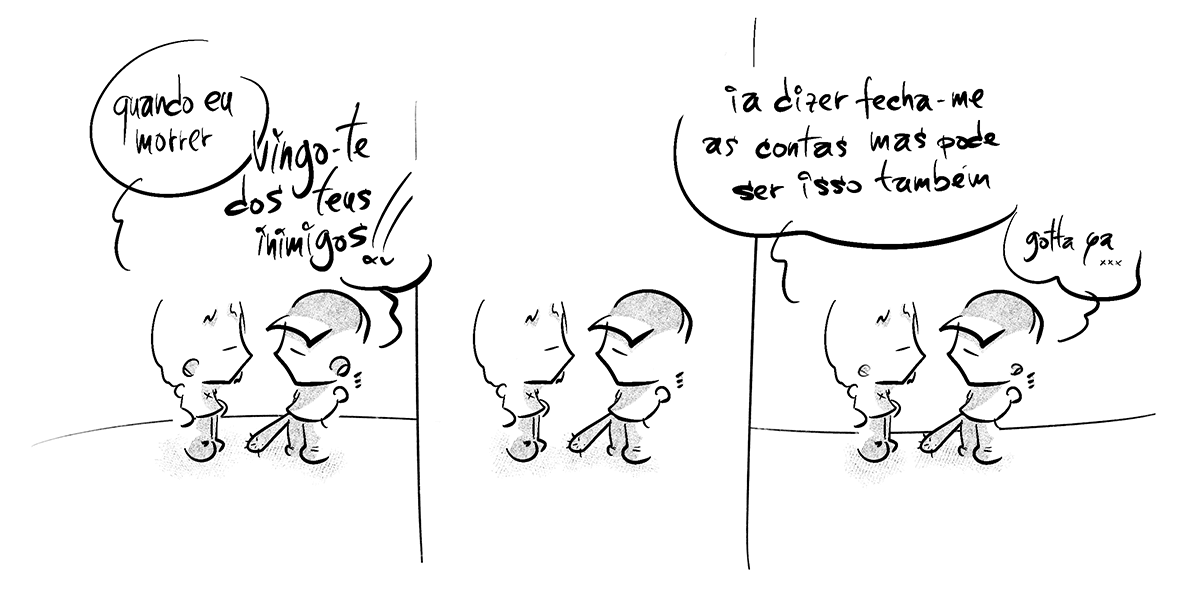 quando eu
morrer
vingo-te
dos teus
inimigos!!
ia dizer fecha-me
as contas mas pode
ser isso também
gotta ya